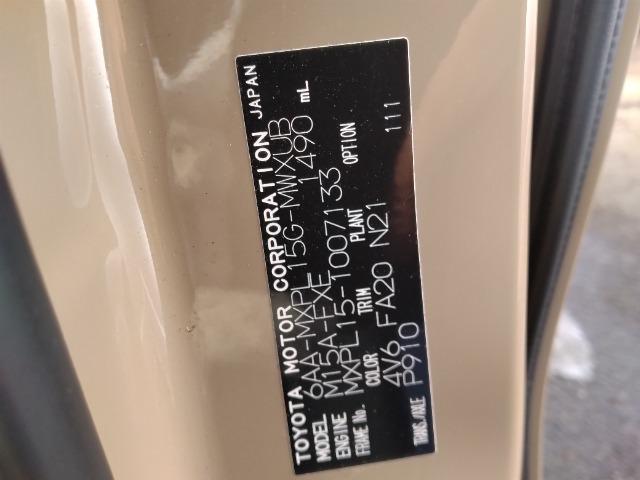 TOYOTA MOTOR CORPORATION JAPAN
MODEL 6AA-MXPL15G-MWXUB
ENGINE M15A-FXE 1490 mL
FRAME No. MXPL15-1007133
COLOR TRIM PLANT OPTION
4V6 FA20 N21 111
TRANS/AXLE P910